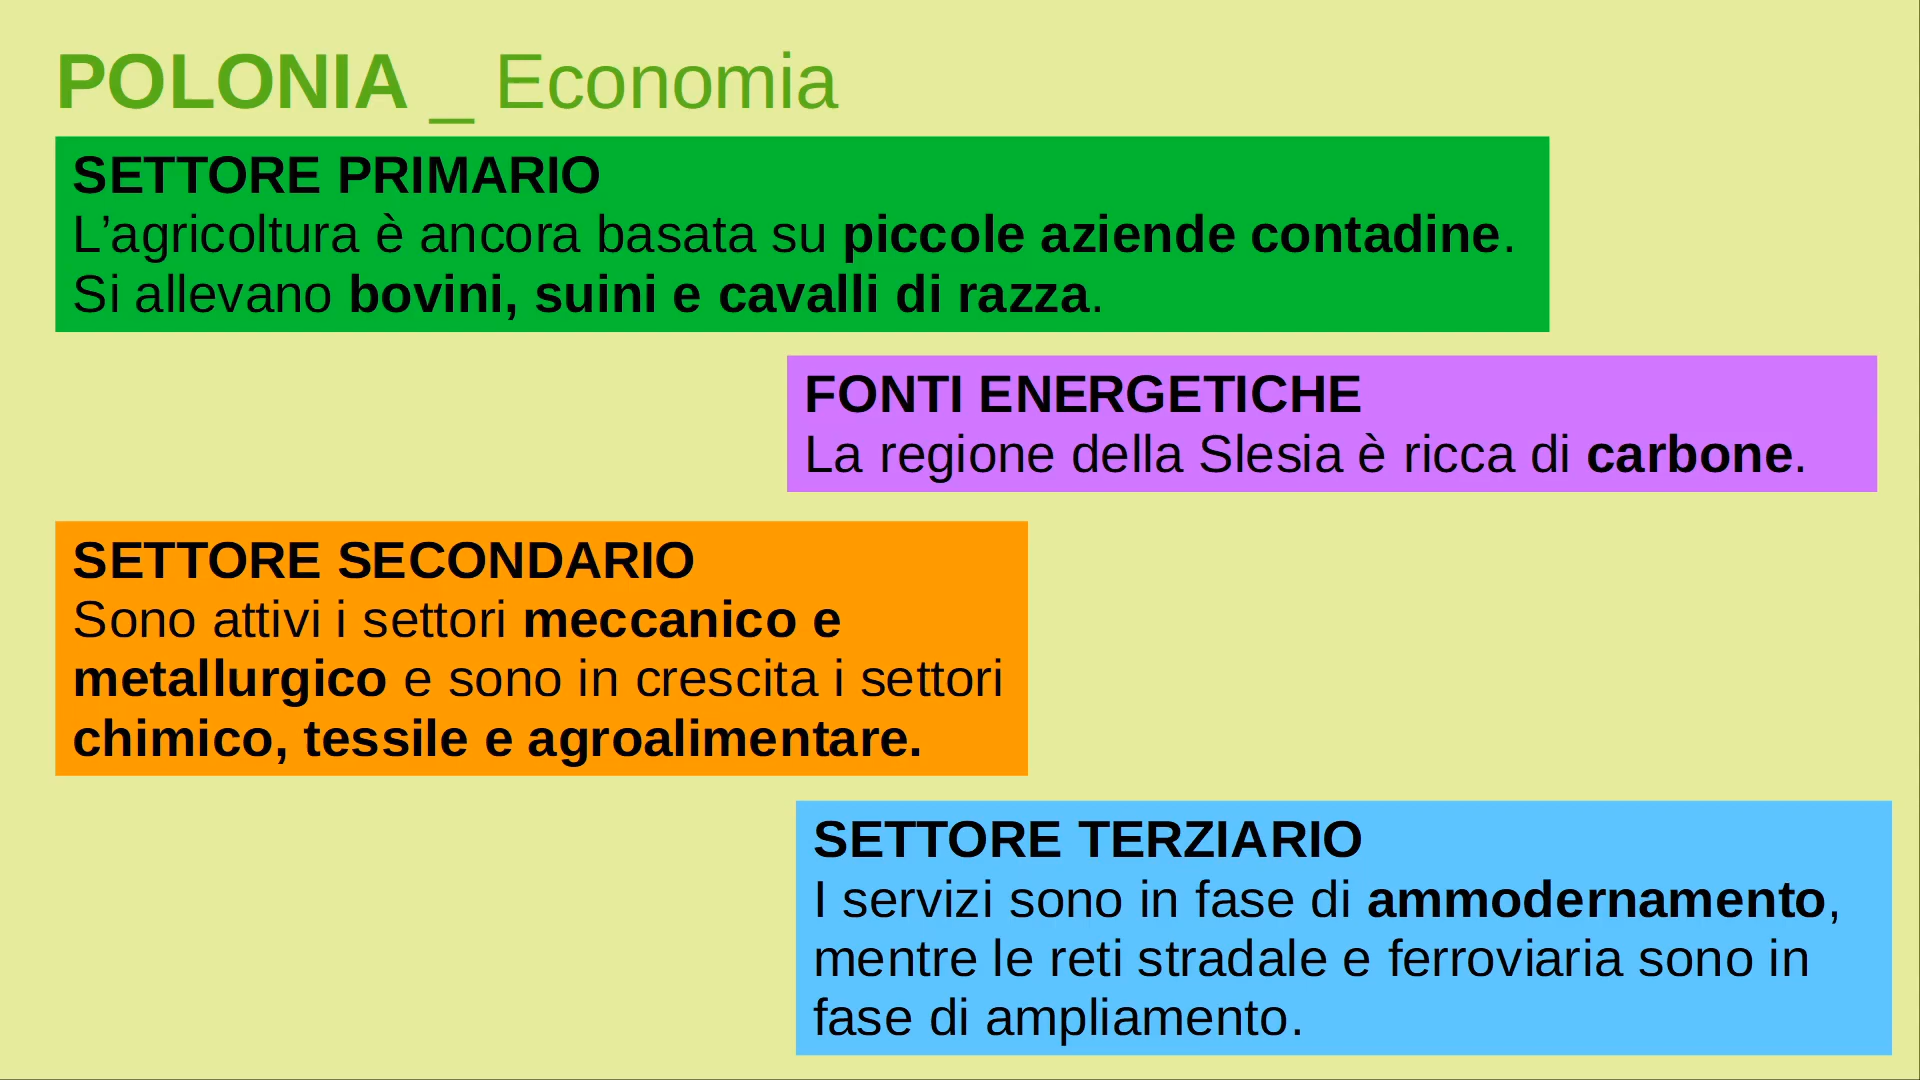 POLONIA _ Economia
SETTORE PRIMARIO
L’agricoltura è ancora basata su piccole aziende contadine.
Si allevano bovini, suini e cavalli di razza.
FONTI ENERGETICHE
La regione della Slesia è ricca di carbone.
SETTORE SECONDARIO
Sono attivi i settori meccanico e
metallurgico e sono in crescita i settori
chimico, tessile e agroalimentare.
SETTORE TERZIARIO
I servizi sono in fase di ammodernamento,
mentre le reti stradale e ferroviaria sono in
fase di ampliamento.